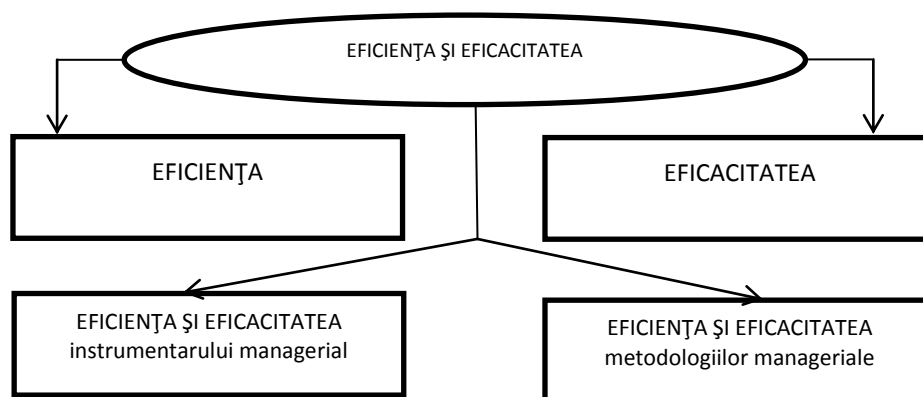 EFICIENŢA ŞI EFICACITATEA
EFICIENŢA
EFICACITATEA
EFICIENŢA ŞI EFICACITATEA
instrumentarului managerial
EFICIENŢA ŞI EFICACITATEA
metodologiilor manageriale